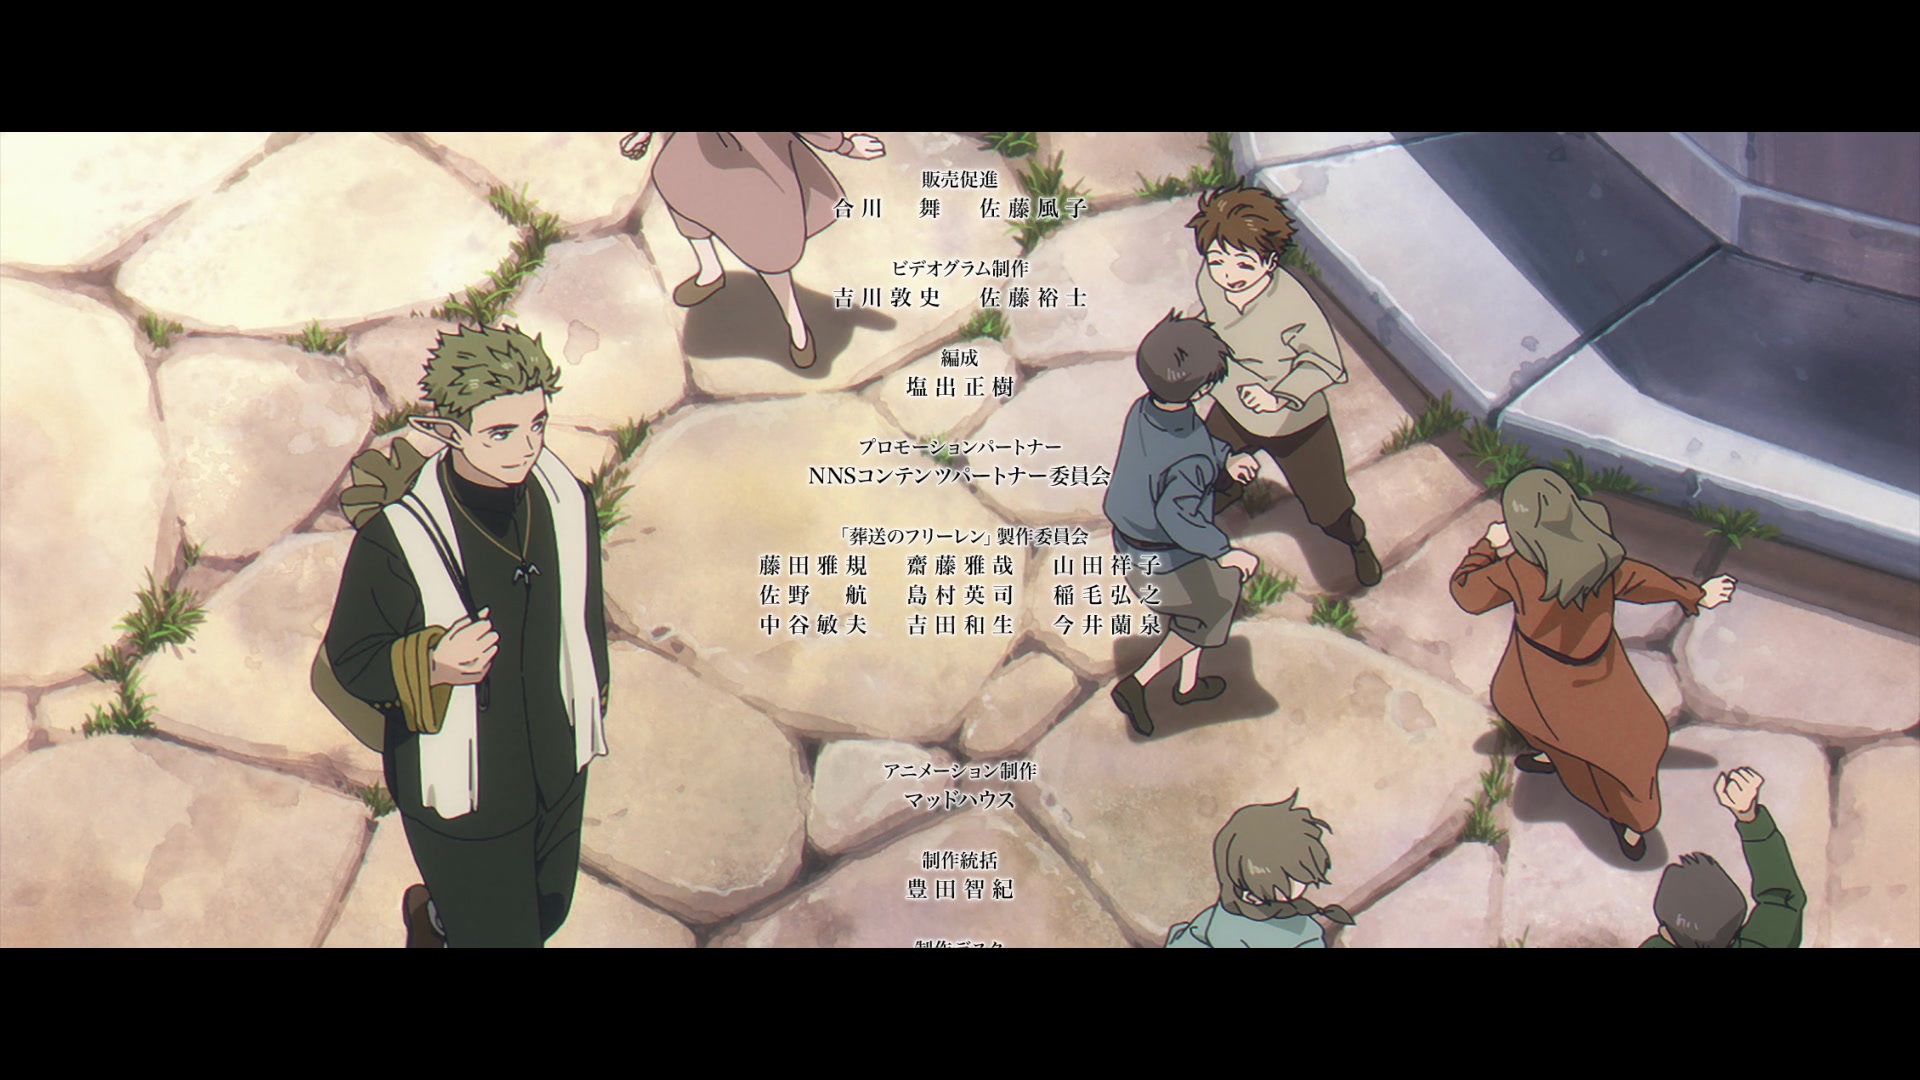 販売促進
合川　舞　佐藤風子
ビデオグラム制作
吉川敦史　佐藤裕士
編成
塩出正樹
プロモーションパートナー
NNSコンテンツパートナー委員会
「葬送のフリーレン」製作委員会
藤田雅規　齋藤雅哉　山田祥子
佐野　航　島村英司　稲毛弘之
中谷敏夫　吉田和生　今井蘭泉
アニメーション制作
マッドハウス
制作統括
豊田智紀
制作デスク